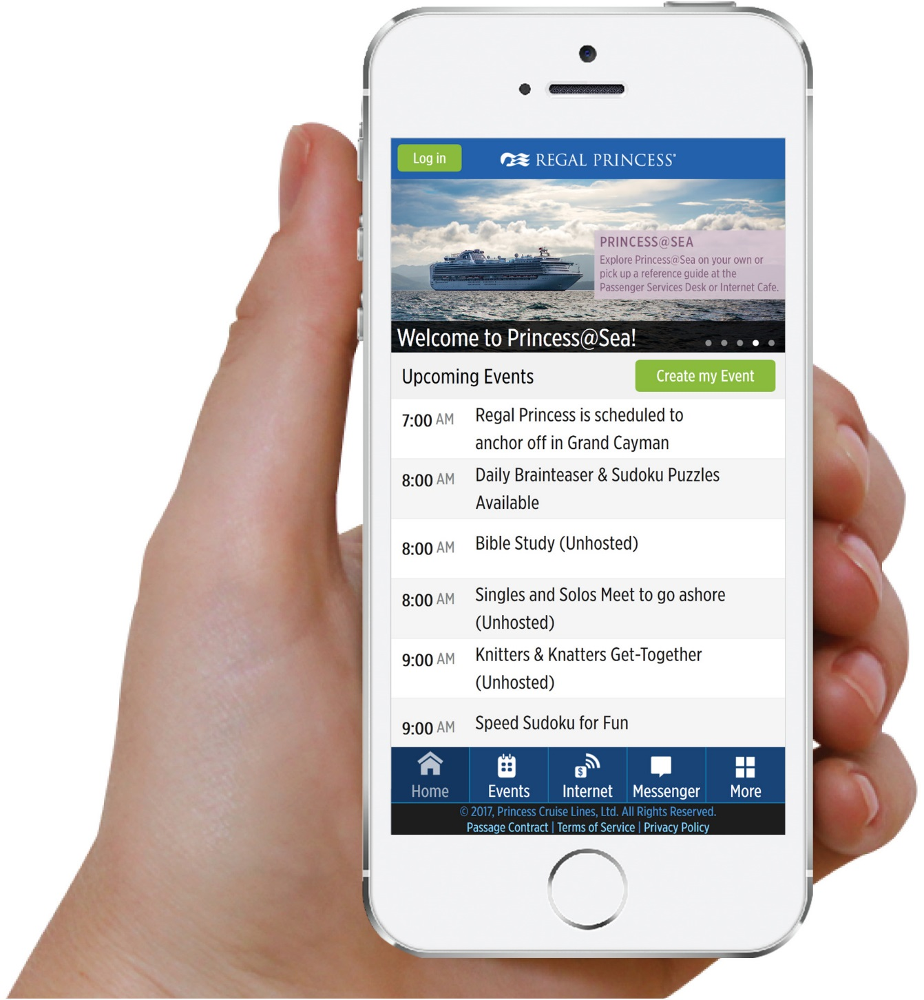 Log in
REGAL PRINCESS®
PRINCESS@SEA
Explore Princess@Sea on your own or
pick up a reference guide at the
Passenger Services Desk or Internet Cafe.
Welcome to Princess@Sea!
Upcoming Events
Create my Event
7:00 AM Regal Princess is scheduled to
anchor off in Grand Cayman
8:00 AM Daily Brainteaser & Sudoku Puzzles
Available
8:00 AM Bible Study (Unhosted)
8:00 AM Singles and Solos Meet to go ashore
(Unhosted)
9:00 AM Knitters & Knatters Get-Together
(Unhosted)
9:00 AM Speed Sudoku for Fun
$
Home Events Internet Messenger More
© 2017, Princess Cruise Lines, Ltd. All Rights Reserved.
Passage Contract | Terms of Service | Privacy Policy